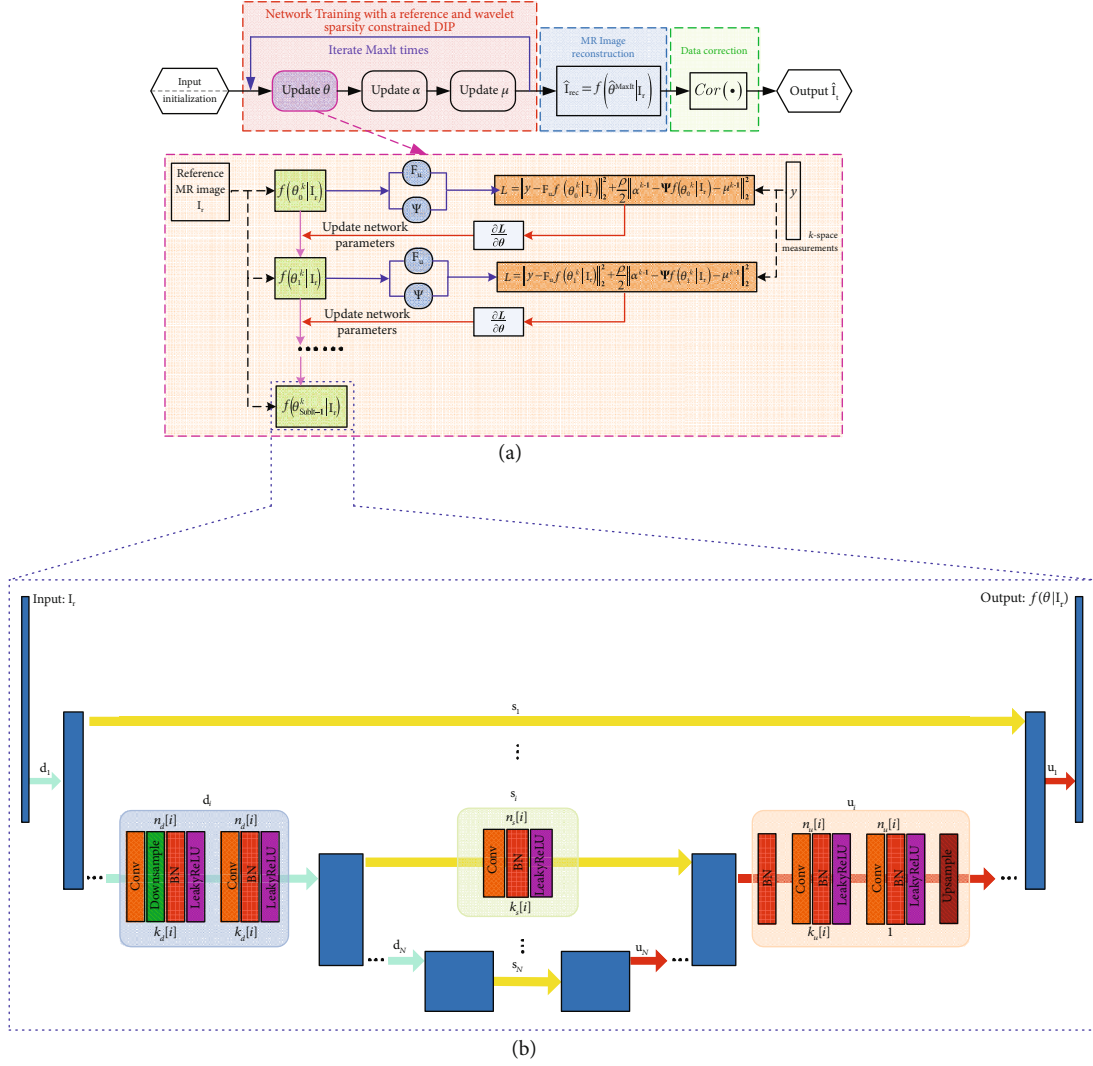 Network Training with a reference and wavelet
sparsity constrained DIP
Iterate MaxIt times
MR Image
reconstruction
Data correction
Input
initialization
Update θ
Update α
Update μ
Î_rec = f(θ̂^MaxIt|I_r)
Cor(•)
Output Î_t
Reference
MR image
I_r
f(θ_0^k|I_r)
F_u
Ψ
L = ‖y − F_u f(θ_0^k|I_r)‖_2^2 + ρ/2 ‖α^{k-1} − Ψf(θ_0^k|I_r) − μ^{k-1}‖_2^2
y
k-space
measurements
Update network
parameters
∂L/∂θ
f(θ_1^k|I_r)
F_u
Ψ
L = ‖y − F_u f(θ_1^k|I_r)‖_2^2 + ρ/2 ‖α^{k-1} − Ψf(θ_1^k|I_r) − μ^{k-1}‖_2^2
Update network
parameters
∂L/∂θ
......
f(θ_{SubIt−1}^k|I_r)
(a)
Input: I_r
Output: f(θ|I_r)
s_1
d_1
u_1
d_i
n_d[i]
n_d[i]
Conv
Downsample
BN
LeakyReLU
Conv
BN
LeakyReLU
k_d[i]
k_d[i]
s_i
n_s[i]
Conv
BN
LeakyReLU
k_s[i]
u_i
n_u[i]
n_u[i]
BN
Conv
BN
LeakyReLU
Conv
BN
LeakyReLU
Upsample
k_u[i]
1
d_N
s_N
u_N
(b)